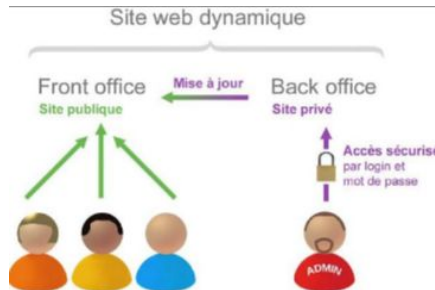 Site web dynamique
Front office
Mise à jour
Back office
Site publique
Site privé
Accès sécurisé
par login et
mot de passe
ADMIN